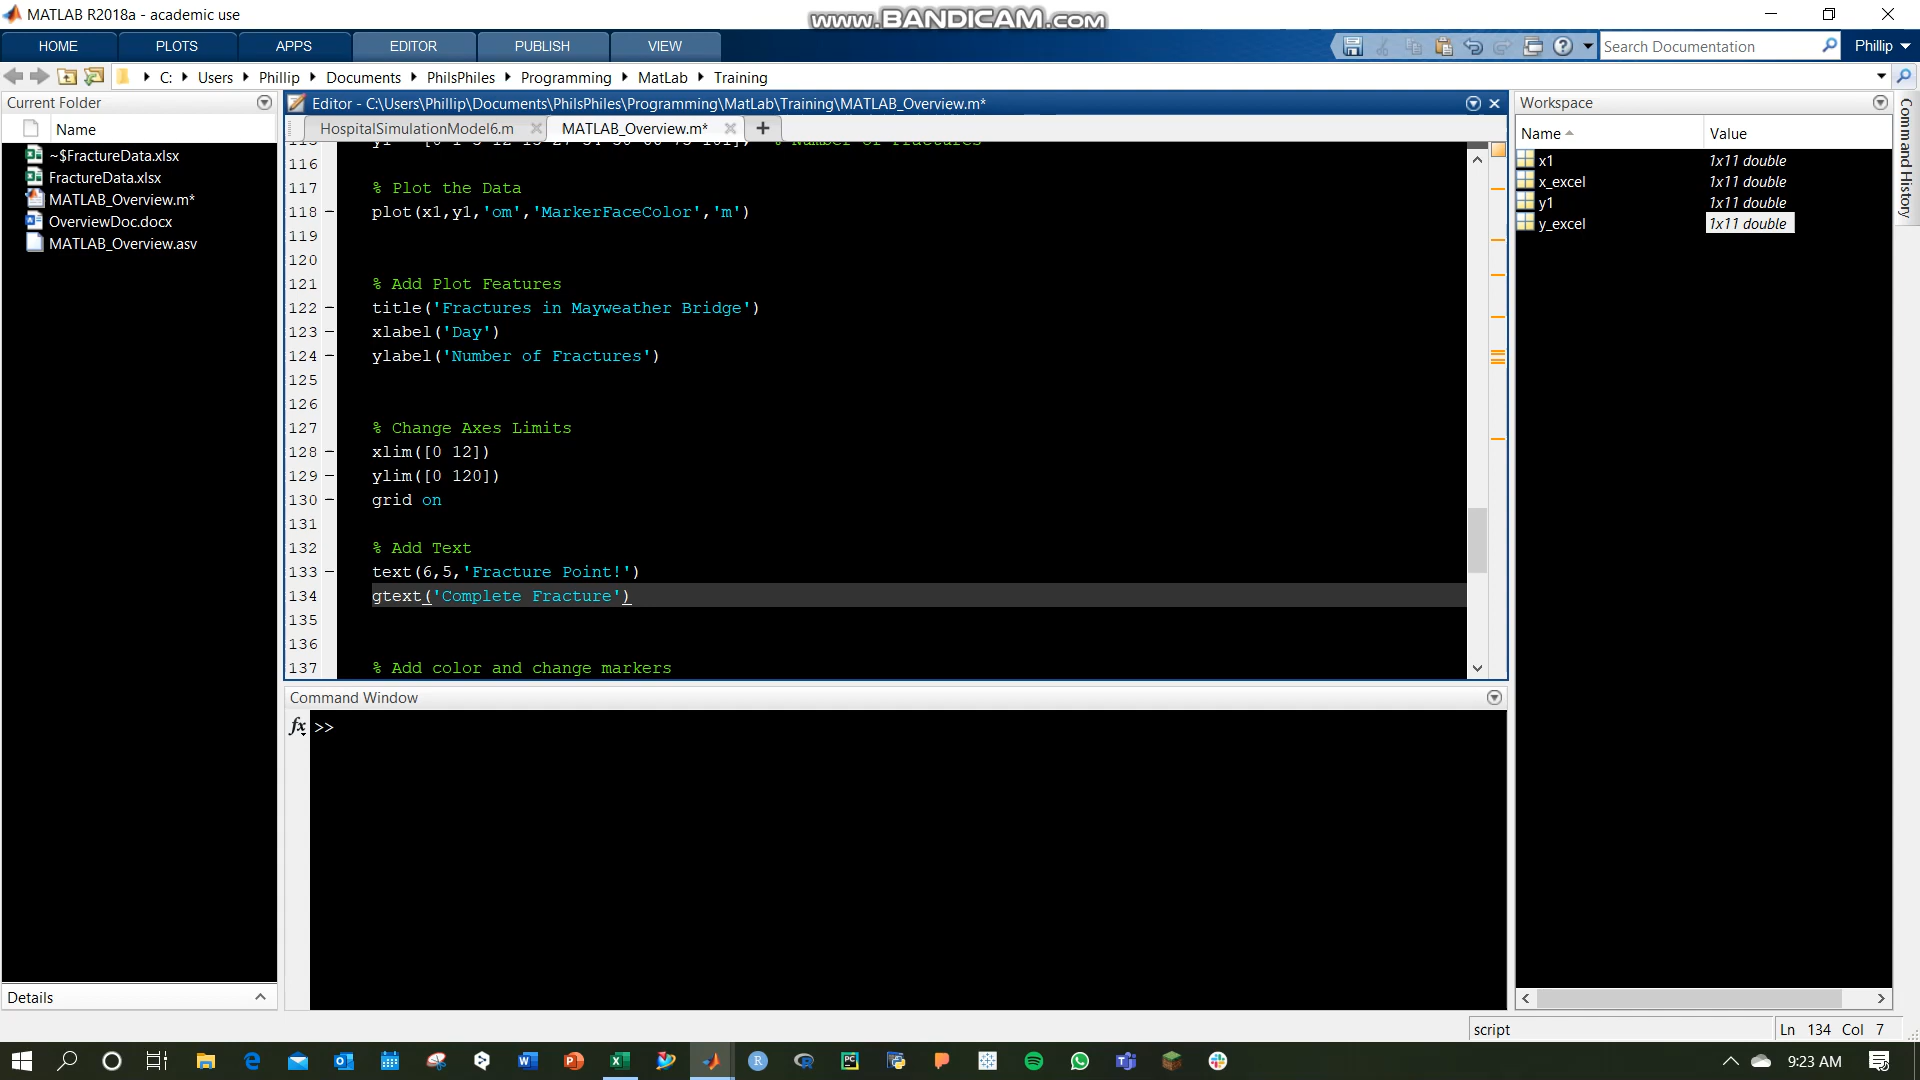 MATLAB R2018a - academic use
www.BANDICAM.com
HOME PLOTS APPS EDITOR PUBLISH VIEW
Search Documentation
Phillip
C: Users Phillip Documents PhilsPhiles Programming MatLab Training
Current Folder
Name
~$FractureData.xlsx
FractureData.xlsx
MATLAB_Overview.m*
OverviewDoc.docx
MATLAB_Overview.asv
Details
Editor - C:\Users\Phillip\Documents\PhilsPhiles\Programming\MatLab\Training\MATLAB_Overview.m*
HospitalSimulationModel6.m MATLAB_Overview.m* +
116
117 % Plot the Data
118 – plot(x1,y1,'om','MarkerFaceColor','m')
119
120
121 % Add Plot Features
122 – title('Fractures in Mayweather Bridge')
123 – xlabel('Day')
124 – ylabel('Number of Fractures')
125
126
127 % Change Axes Limits
128 – xlim([0 12])
129 – ylim([0 120])
130 – grid on
131
132 % Add Text
133 – text(6,5,'Fracture Point!')
134 gtext('Complete Fracture')
135
136
137 % Add color and change markers
Command Window
fx >>
Workspace
Name Value
x1 1x11 double
x_excel 1x11 double
y1 1x11 double
y_excel 1x11 double
Command History
script
Ln 134 Col 7
9:23 AM